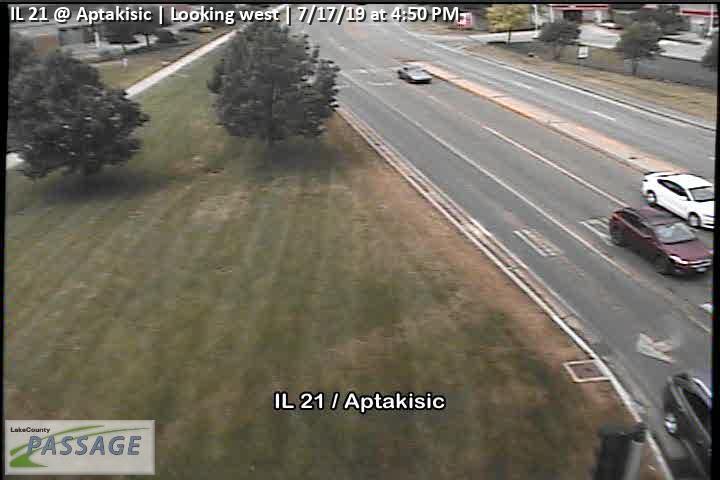 IL 21 @ Aptakisic | Looking west | 7/17/19 at 4:50 PM
IL 21 / Aptakisic
LakeCounty
PASSAGE